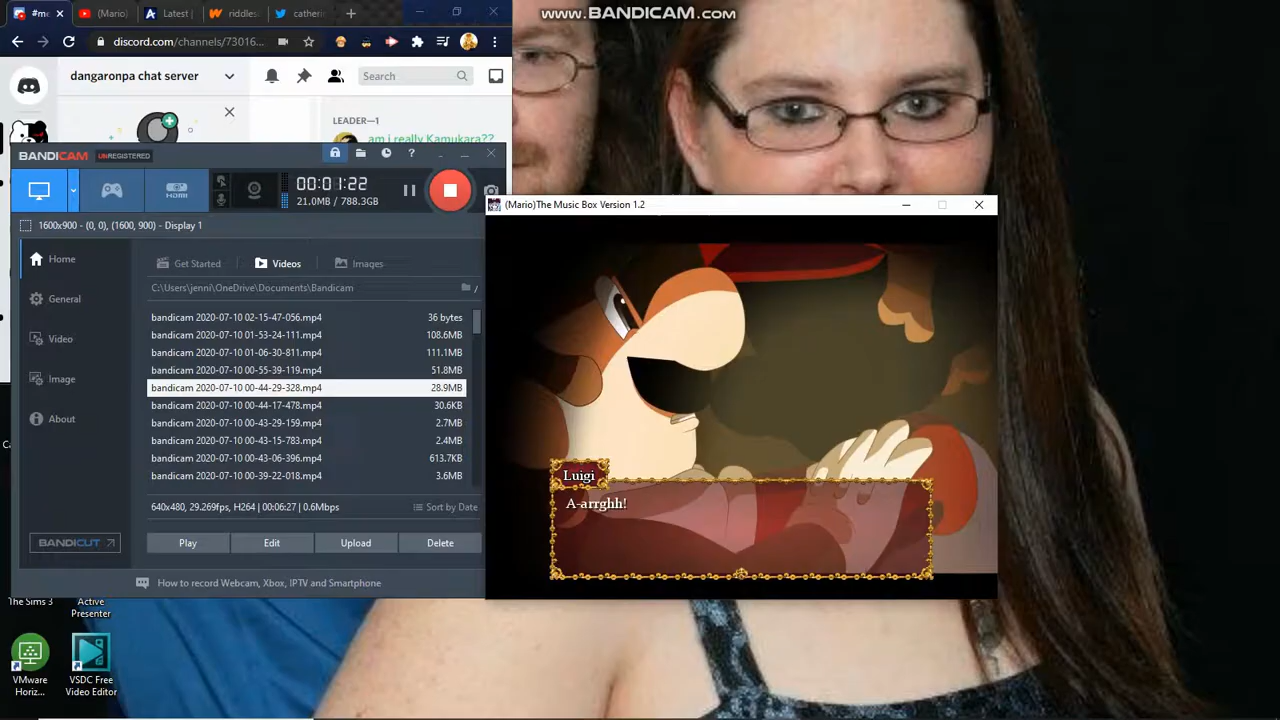 #me
(Mario)
Latest
riddles
catheri
www.BANDICAM.com
discord.com/channels/73016...
dangaronpa chat server
Search
LEADER—1
am i really Kamukara??
BANDICAM
UNREGISTERED
HDMI
00:01:22
21.0MB / 788.3GB
1600x900 - (0, 0), (1600, 900) - Display 1
(Mario)The Music Box Version 1.2
Home
General
Video
Image
About
Get Started
Videos
Images
C:\Users\jenni\OneDrive\Documents\Bandicam
bandicam 2020-07-10 02-15-47-056.mp4 36 bytes
bandicam 2020-07-10 01-53-24-111.mp4 108.6MB
bandicam 2020-07-10 01-06-30-811.mp4 111.1MB
bandicam 2020-07-10 00-55-39-119.mp4 51.8MB
bandicam 2020-07-10 00-44-29-328.mp4 28.9MB
bandicam 2020-07-10 00-44-17-478.mp4 30.6KB
bandicam 2020-07-10 00-43-29-159.mp4 2.7MB
bandicam 2020-07-10 00-43-15-783.mp4 2.4MB
bandicam 2020-07-10 00-43-06-396.mp4 613.7KB
bandicam 2020-07-10 00-39-22-018.mp4 3.6MB
640x480, 29.269fps, H264 | 00:06:27 | 0.6Mbps
Sort by Date
BANDICUT
Play
Edit
Upload
Delete
How to record Webcam, Xbox, IPTV and Smartphone
Luigi
A-arrghh!
The Sims 3
Active
Presenter
VMware
Horiz...
VSDC Free
Video Editor